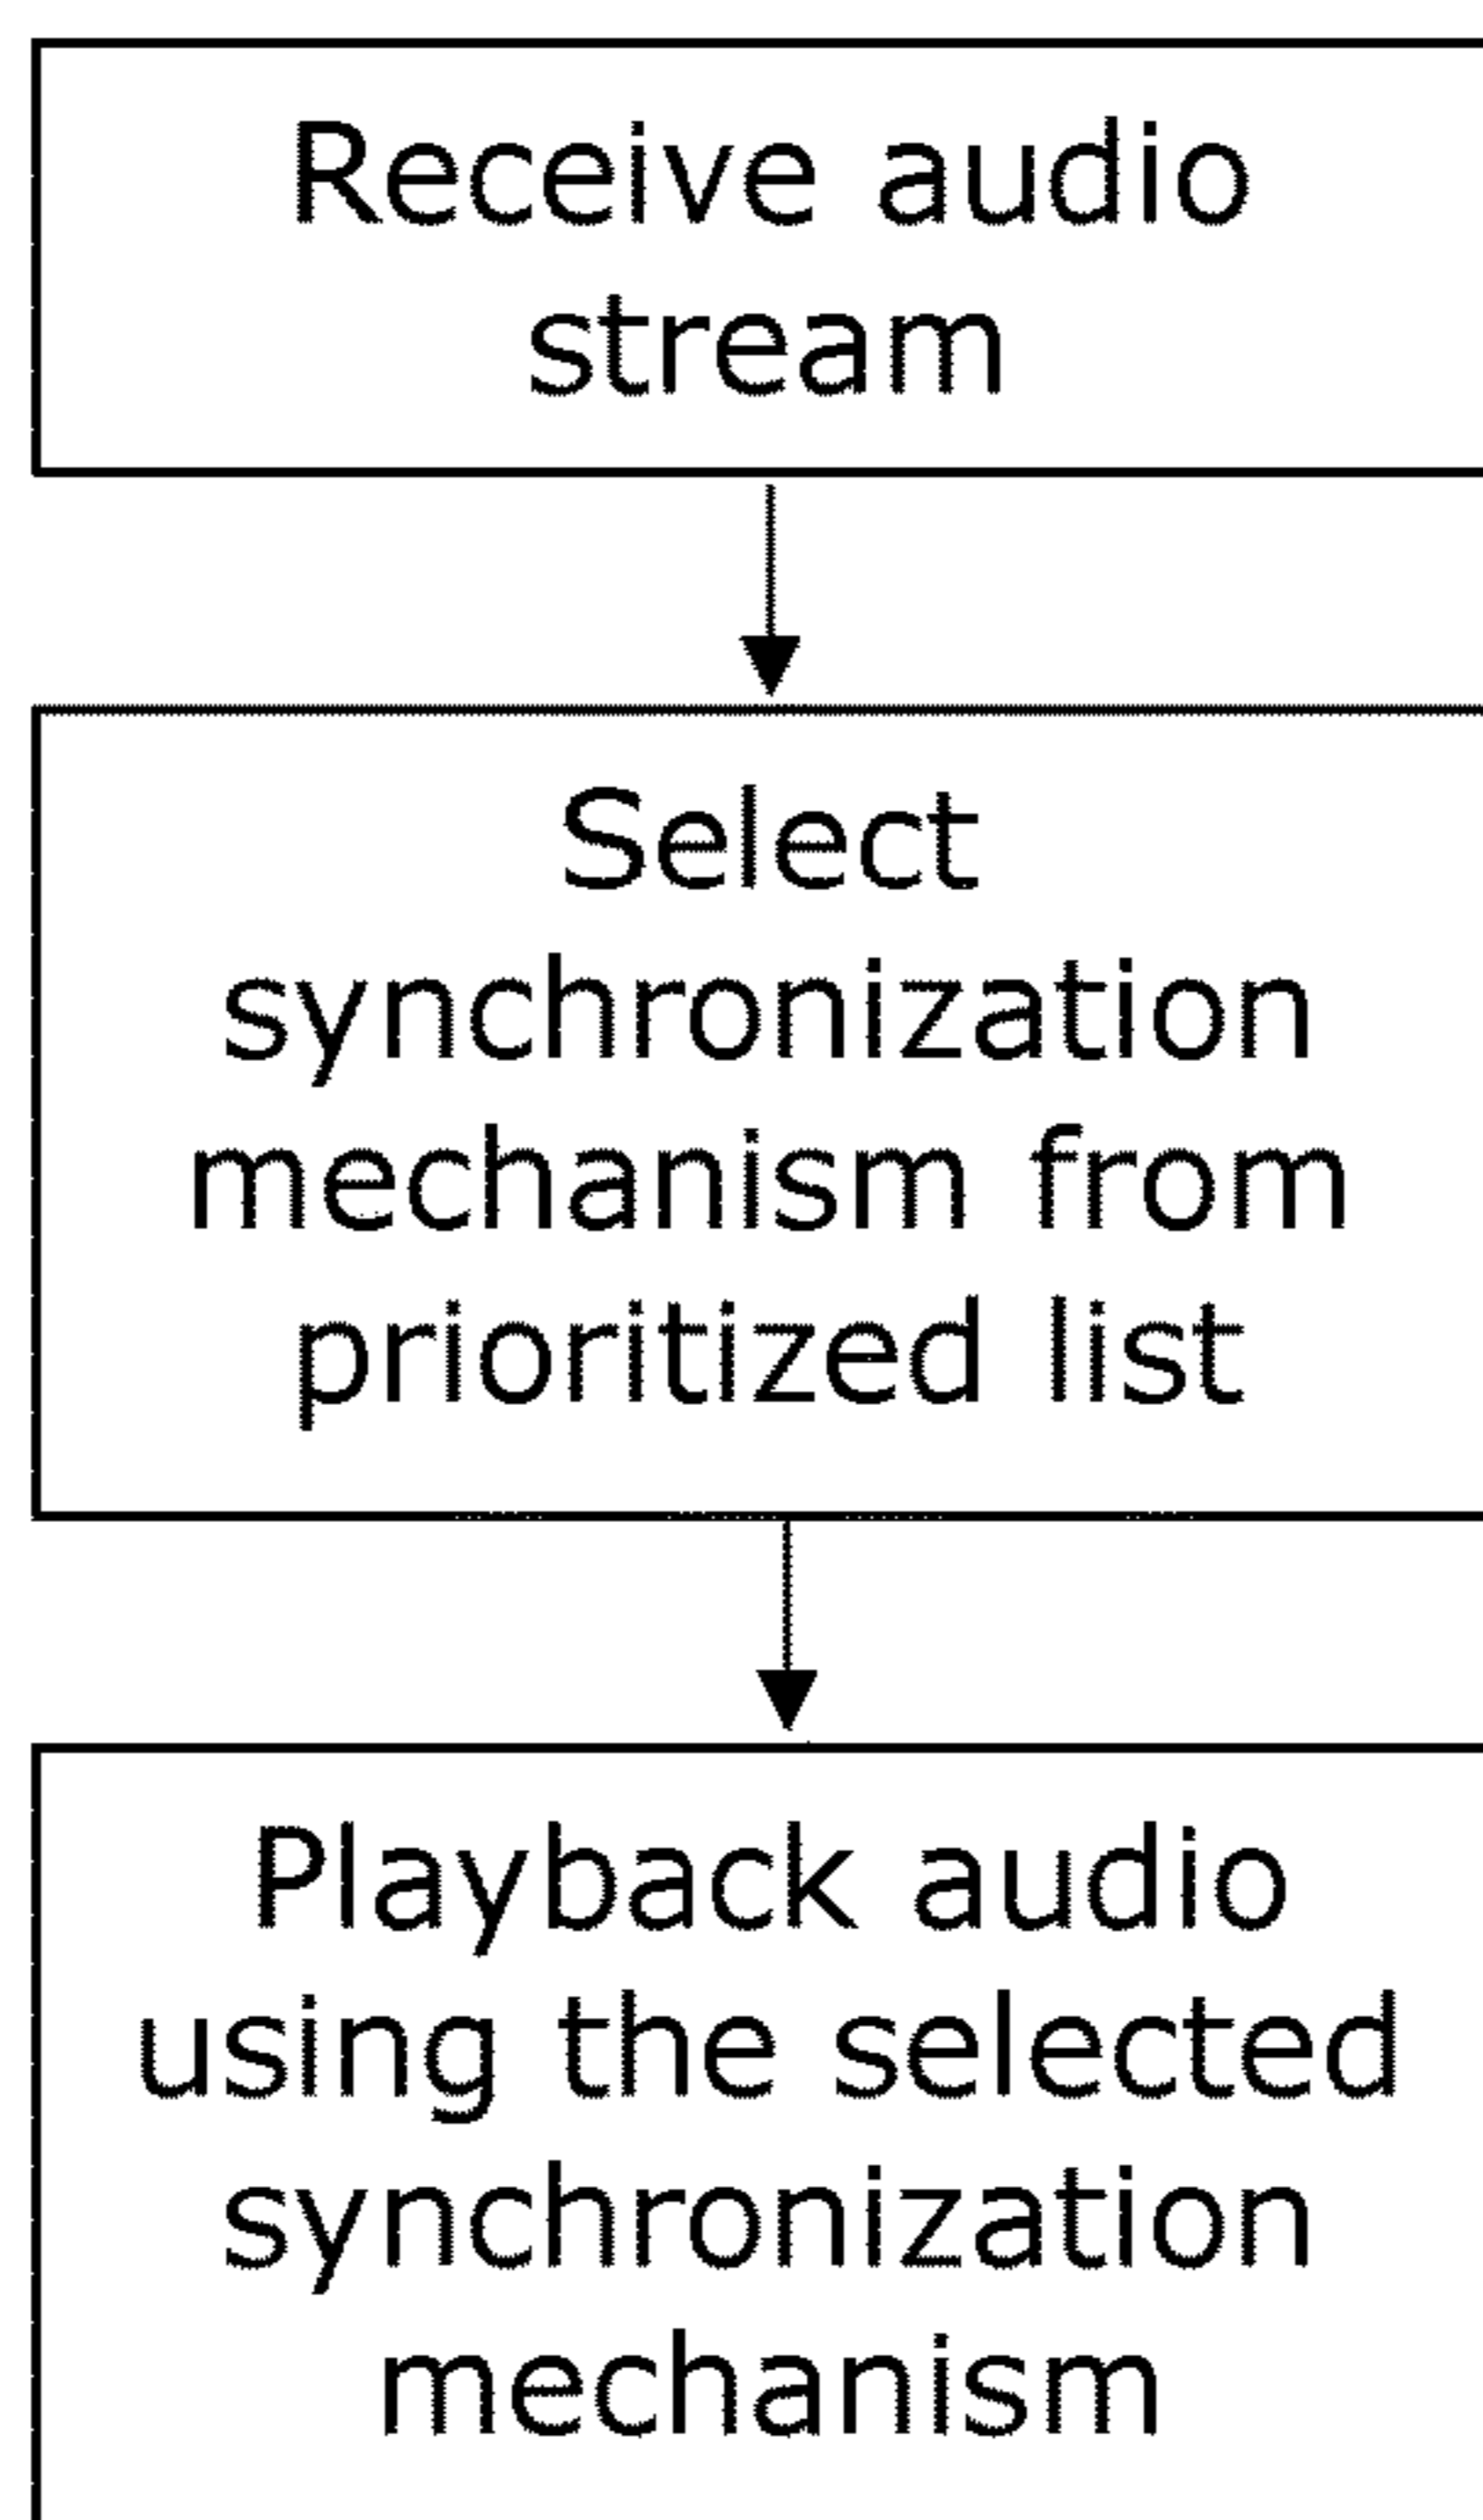 Receive audio
stream
Select
synchronization
mechanism from
prioritized list
Playback audio
using the selected
synchronization
mechanism